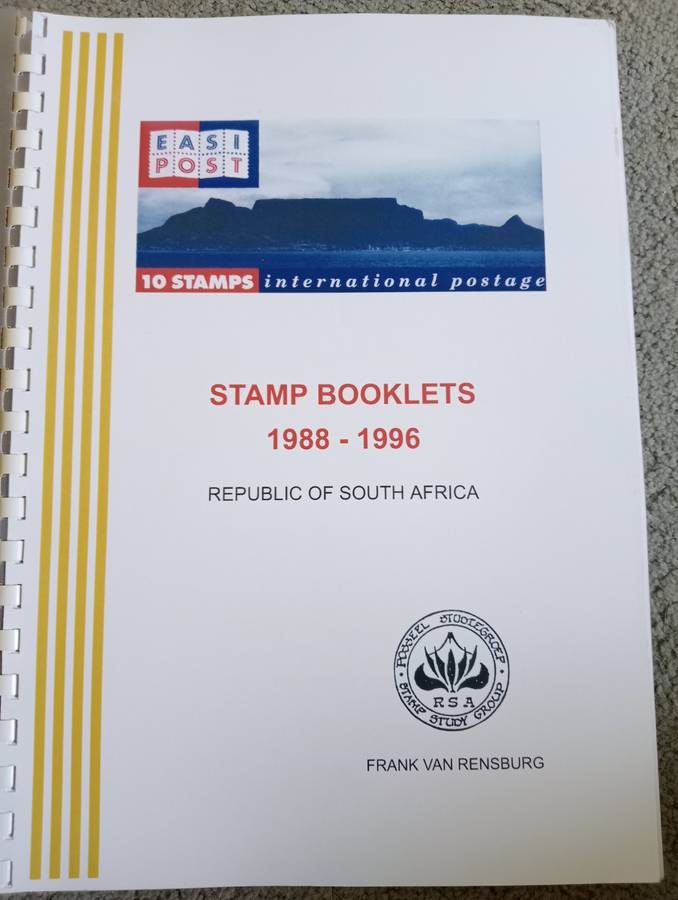 EASI
POST
10 STAMPS international postage
STAMP BOOKLETS
1988 - 1996
REPUBLIC OF SOUTH AFRICA
POSSEEL STUDIEGROEP
RSA
STAMP STUDY GROUP
FRANK VAN RENSBURG